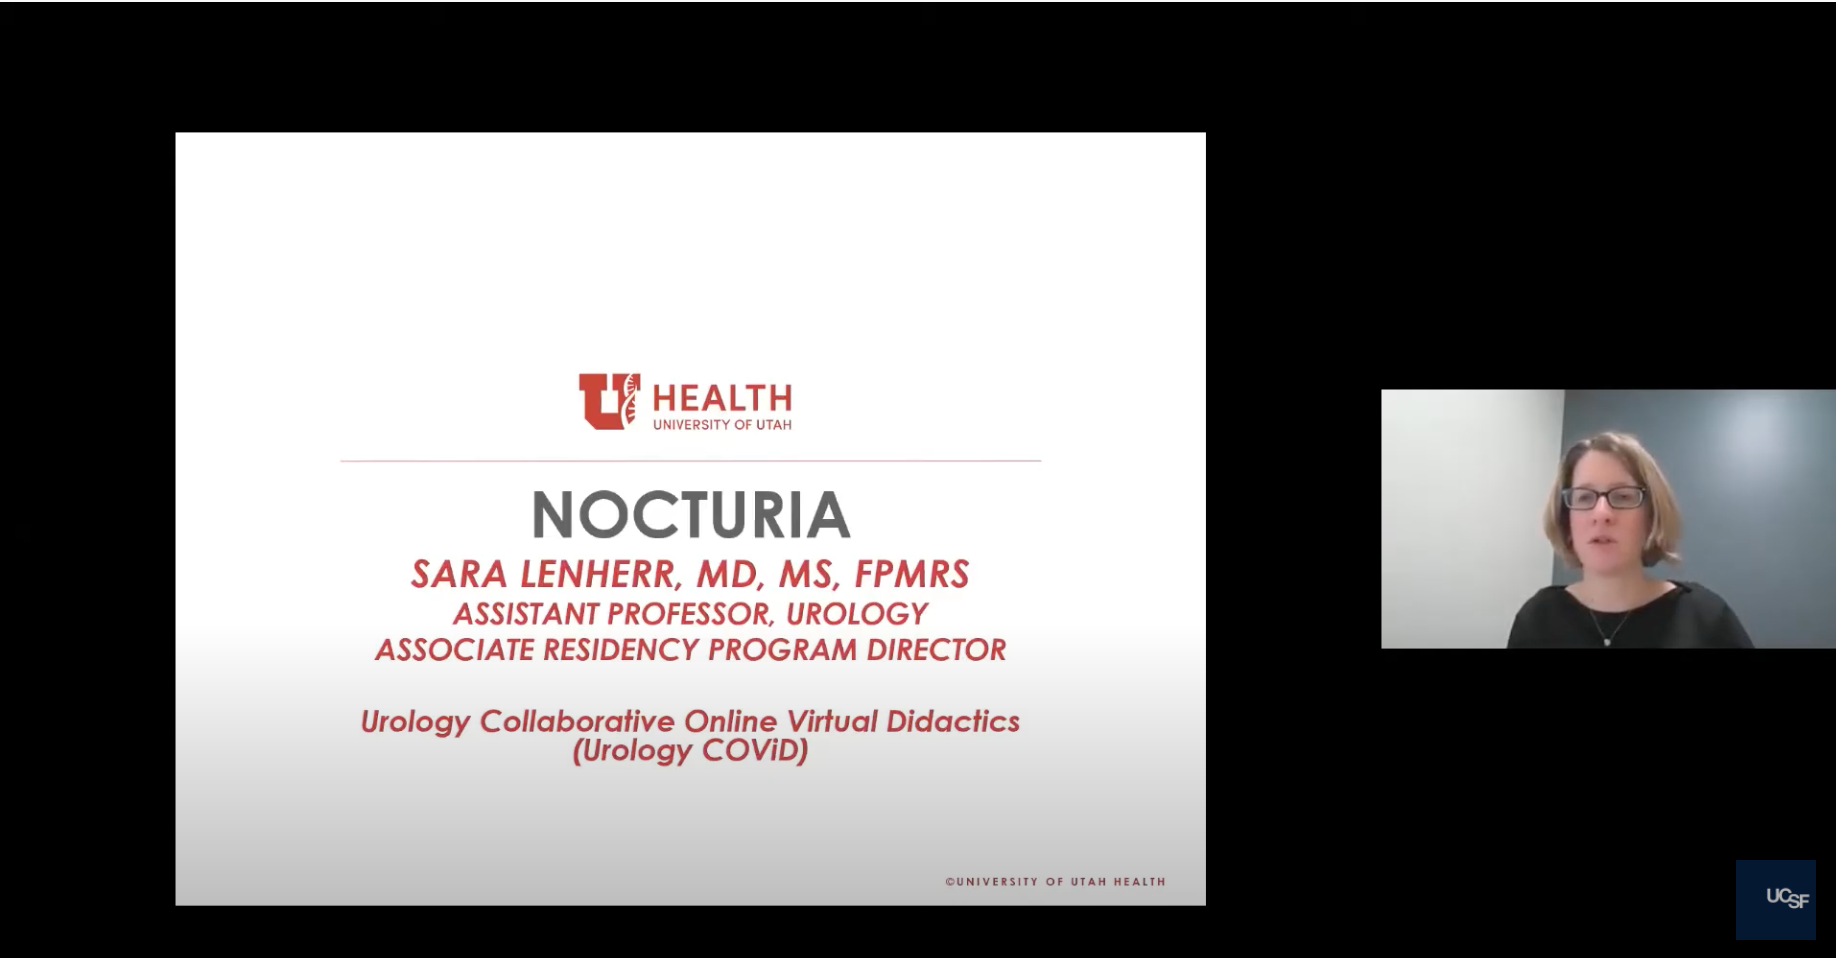 HEALTH
UNIVERSITY OF UTAH
NOCTURIA
SARA LENHERR, MD, MS, FPMRS
ASSISTANT PROFESSOR, UROLOGY
ASSOCIATE RESIDENCY PROGRAM DIRECTOR
Urology Collaborative Online Virtual Didactics
(Urology COViD)
©UNIVERSITY OF UTAH HEALTH
UCSF